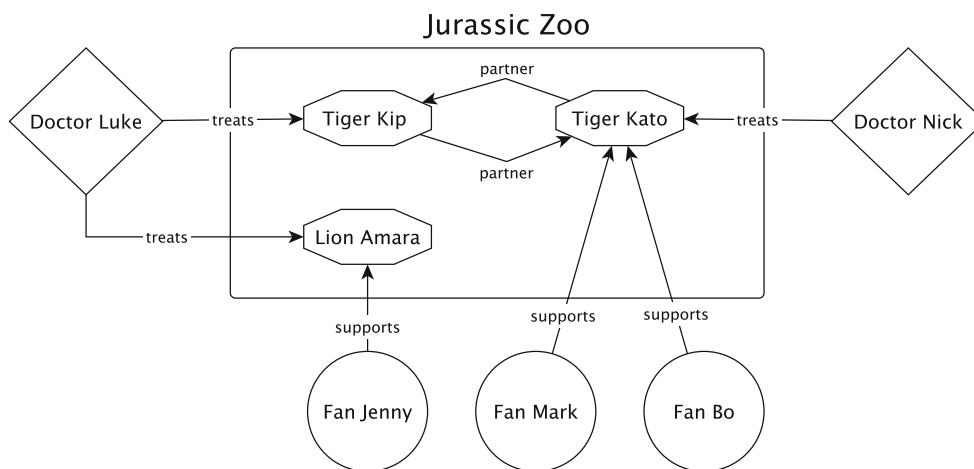 Jurassic Zoo
partner
Doctor Luke
treats
Tiger Kip
Tiger Kato
treats
Doctor Nick
partner
treats
Lion Amara
supports
supports
supports
Fan Jenny
Fan Mark
Fan Bo